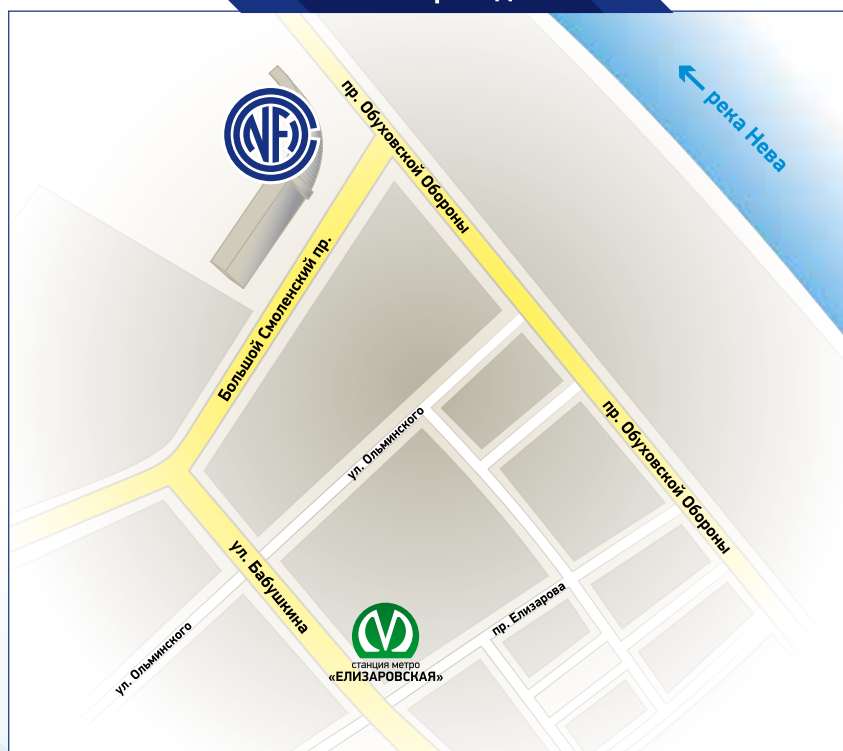 пр. Обуховской Обороны
← река Нева
NFC
Большой Смоленский пр.
ул. Ольминского
пр. Обуховской Обороны
ул. Бабушкина
пр. Елизарова
ул. Ольминского
станция метро
«ЕЛИЗАРОВСКАЯ»